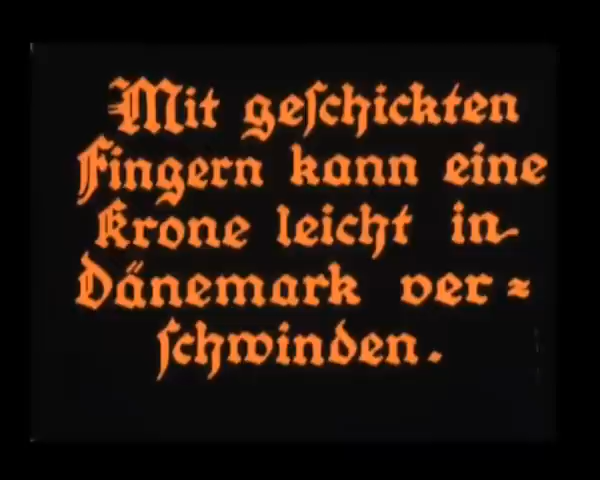 Mit geſchickten
Fingern kann eine
Krone leicht in
Dänemark ver⸗
ſchwinden.